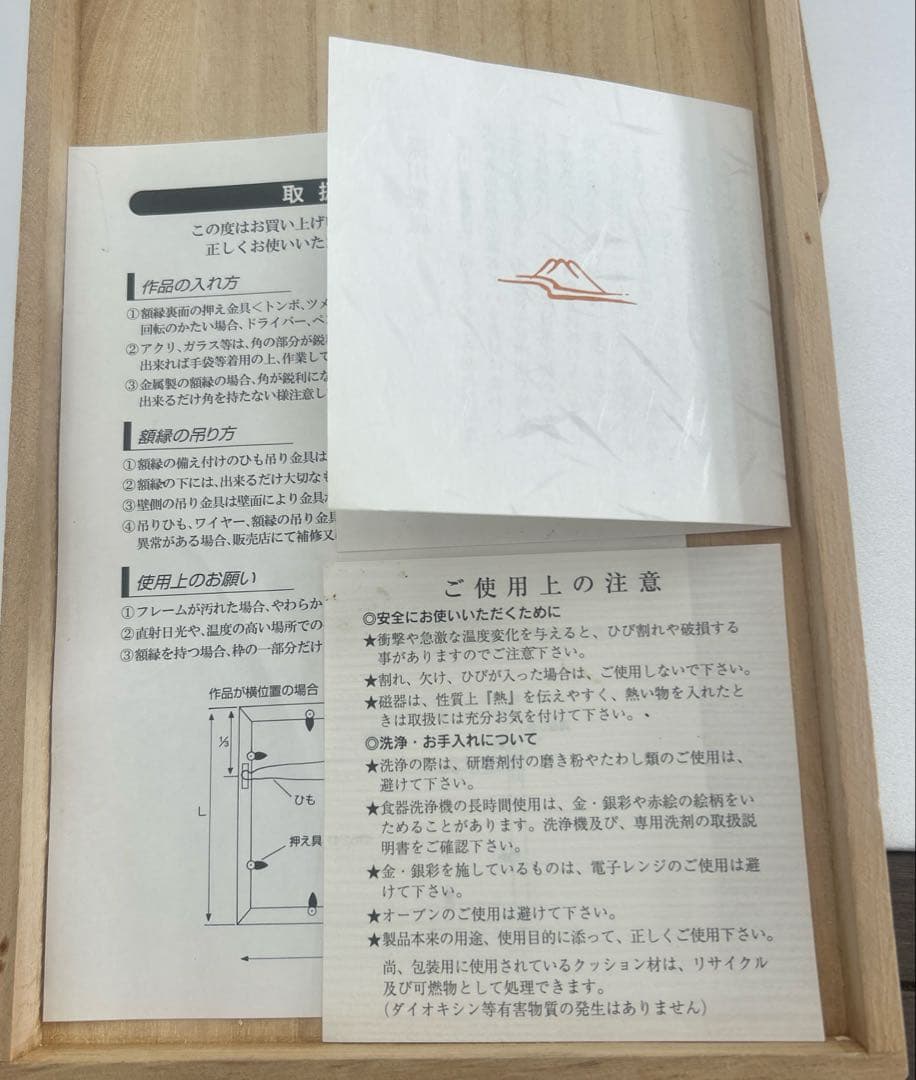 取
この度はお買い上げ
正しくお使いいた
作品の入れ方
①額縁裏面の押え金具＜トンボ、ツメ
回転のかたい場合、ドライバー、ペ
②アクリ、ガラス等は、角の部分が鋭
出来れば手袋等着用の上、作業して
③金属製の額縁の場合、角が鋭利にな
出来るだけ角を持たない様注意し
額縁の吊り方
①額縁の備え付けのひも吊り金具は
②額縁の下には、出来るだけ大切なも
③壁側の吊り金具は壁面により金具
④吊りひも、ワイヤー、額縁の吊り金具
異常がある場合、販売店にて補修又
使用上のお願い
①フレームが汚れた場合、やわらか
②直射日光や、温度の高い場所での
③額縁を持つ場合、枠の一部分だけ
作品が横位置の場合
⅓
L
ひも
押え具
ご使用上の注意
◎安全にお使いいただくために
★衝撃や急激な温度変化を与えると、ひび割れや破損する
事がありますのでご注意下さい。
★割れ、欠け、ひびが入った場合は、ご使用しないで下さい。
★磁器は、性質上『熱』を伝えやすく、熱い物を入れたと
きは取扱には充分お気を付けて下さい。、
◎洗浄・お手入れについて
★洗浄の際は、研磨剤付の磨き粉やたわし類のご使用は、
避けて下さい。
★食器洗浄機の長時間使用は、金・銀彩や赤絵の絵柄をい
ためることがあります。洗浄機及び、専用洗剤の取扱説
明書をご確認下さい。
★金・銀彩を施しているものは、電子レンジのご使用は避
けて下さい。
★オーブンのご使用は避けて下さい。
★製品本来の用途、使用目的に添って、正しくご使用下さい。
尚、包装用に使用されているクッション材は、リサイクル
及び可燃物として処理できます。
（ダイオキシン等有害物質の発生はありません）